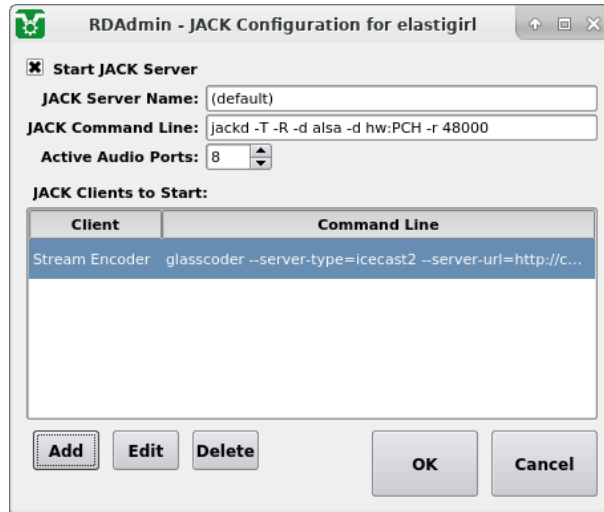 RDAdmin - JACK Configuration for elastigirl
Start JACK Server
JACK Server Name: (default)
JACK Command Line: jackd -T -R -d alsa -d hw:PCH -r 48000
Active Audio Ports: 8
JACK Clients to Start:
Client Command Line
Stream Encoder glasscoder --server-type=icecast2 --server-url=http://c...
Add Edit Delete OK Cancel